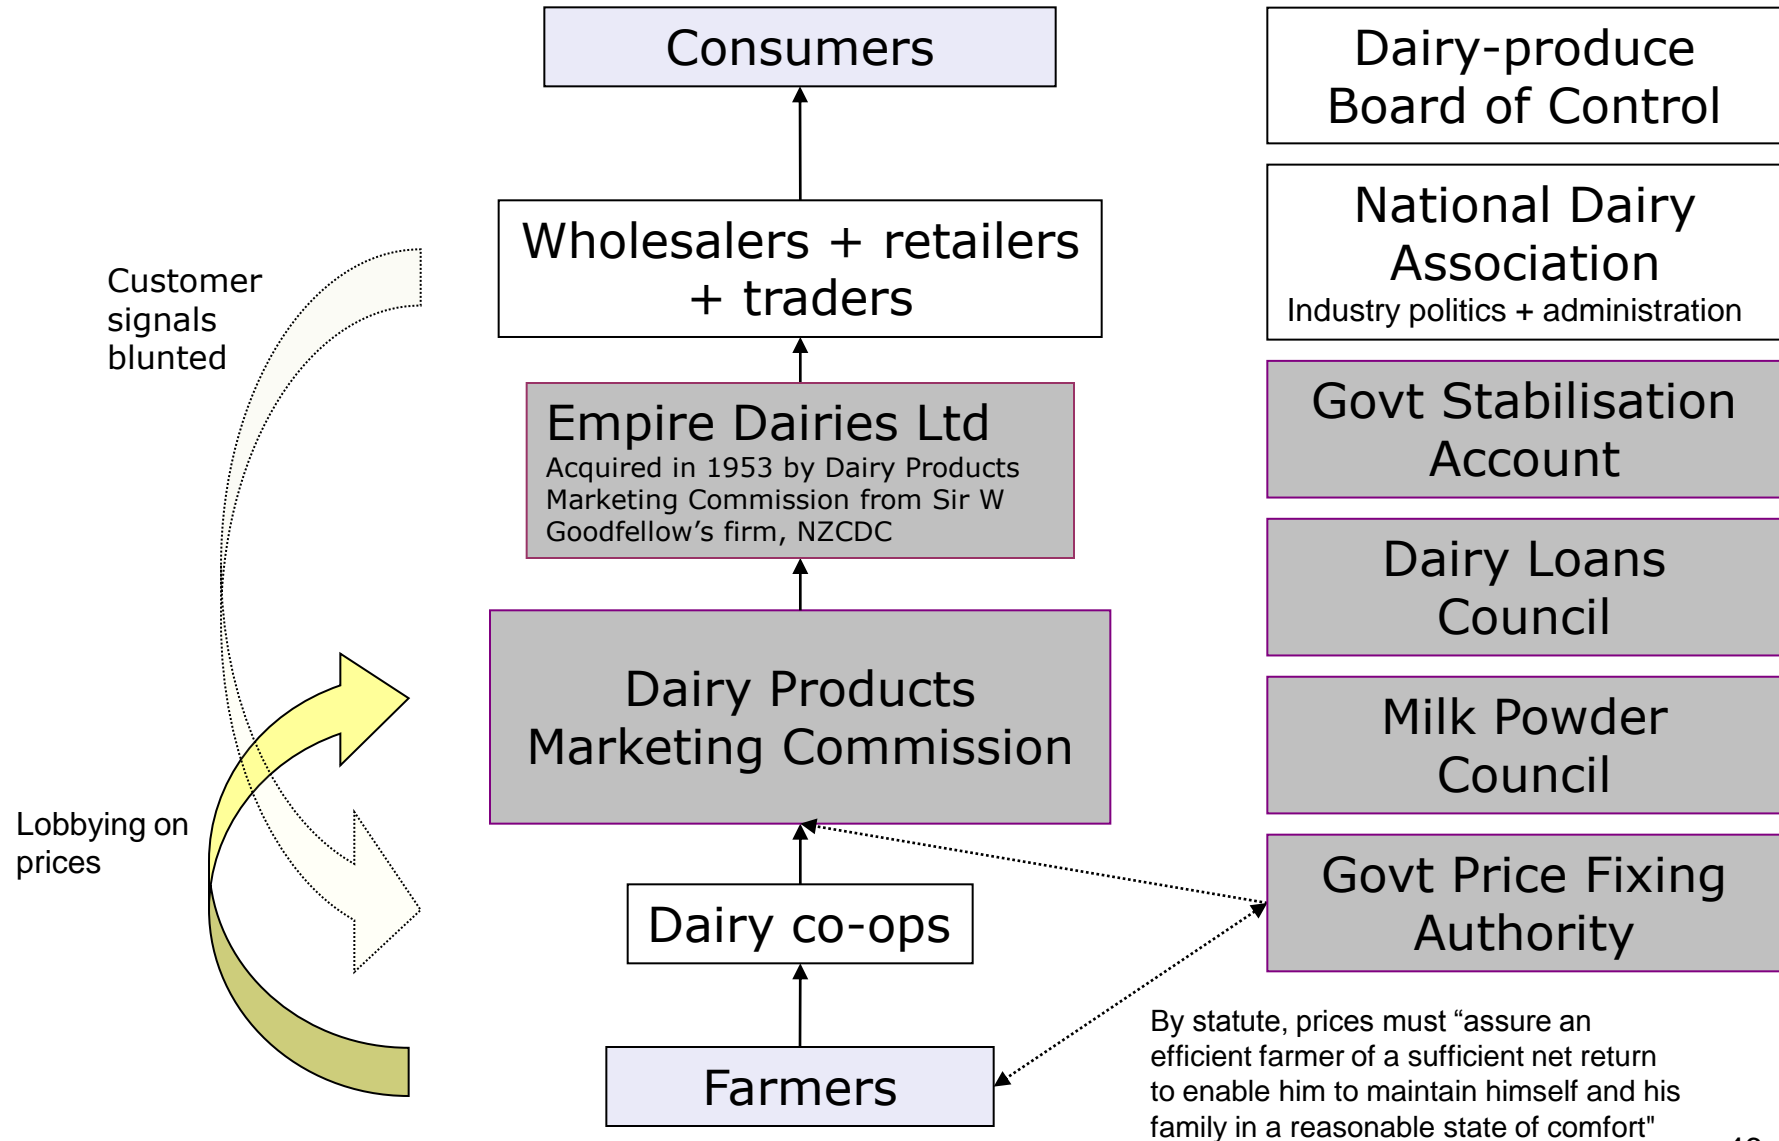 Consumers
Wholesalers + retailers
+ traders
Empire Dairies Ltd
Acquired in 1953 by Dairy Products
Marketing Commission from Sir W
Goodfellow’s firm, NZCDC
Dairy Products
Marketing Commission
Dairy co-ops
Farmers
Customer
signals
blunted
Lobbying on
prices
Dairy-produce
Board of Control
National Dairy
Association
Industry politics + administration
Govt Stabilisation
Account
Dairy Loans
Council
Milk Powder
Council
Govt Price Fixing
Authority
By statute, prices must “assure an
efficient farmer of a sufficient net return
to enable him to maintain himself and his
family in a reasonable state of comfort"